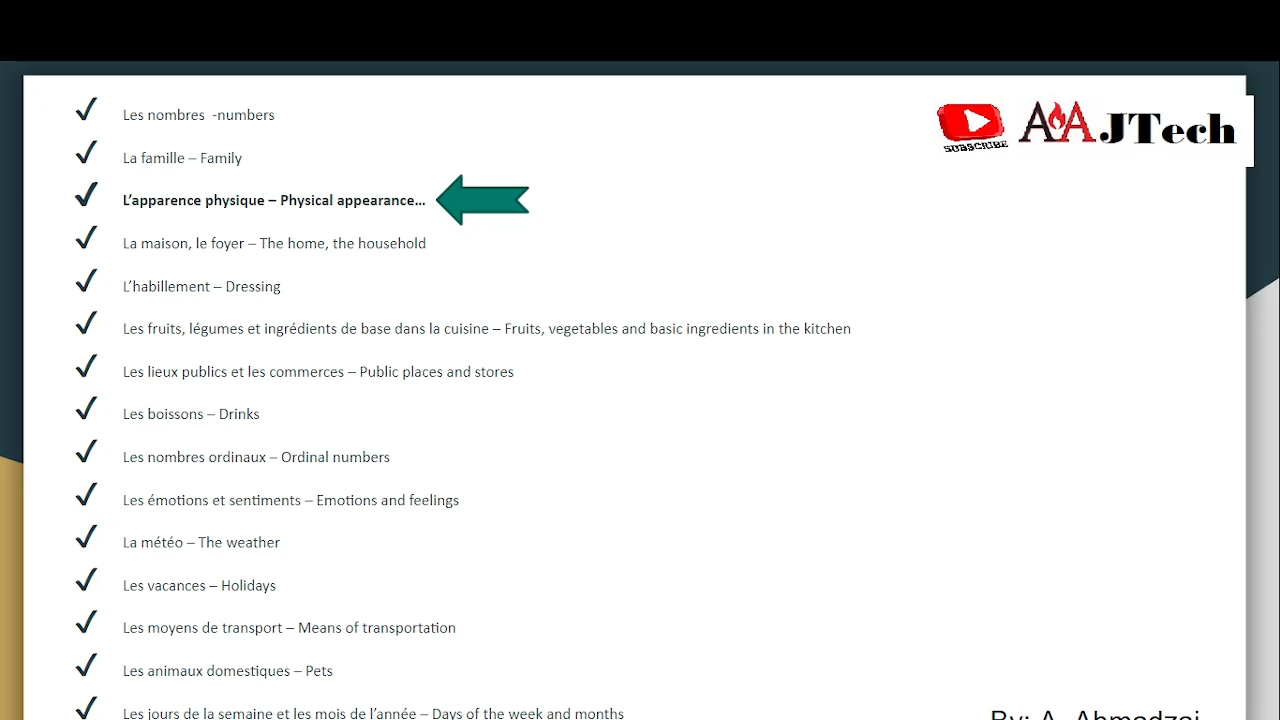 Les nombres -numbers
La famille – Family
L’apparence physique – Physical appearance…
La maison, le foyer – The home, the household
L’habillement – Dressing
Les fruits, légumes et ingrédients de base dans la cuisine – Fruits, vegetables and basic ingredients in the kitchen
Les lieux publics et les commerces – Public places and stores
Les boissons – Drinks
Les nombres ordinaux – Ordinal numbers
Les émotions et sentiments – Emotions and feelings
La météo – The weather
Les vacances – Holidays
Les moyens de transport – Means of transportation
Les animaux domestiques – Pets
Les jours de la semaine et les mois de l’année – Days of the week and months
SUBSCRIBE
AAJTech
By: A. Ahmadzai